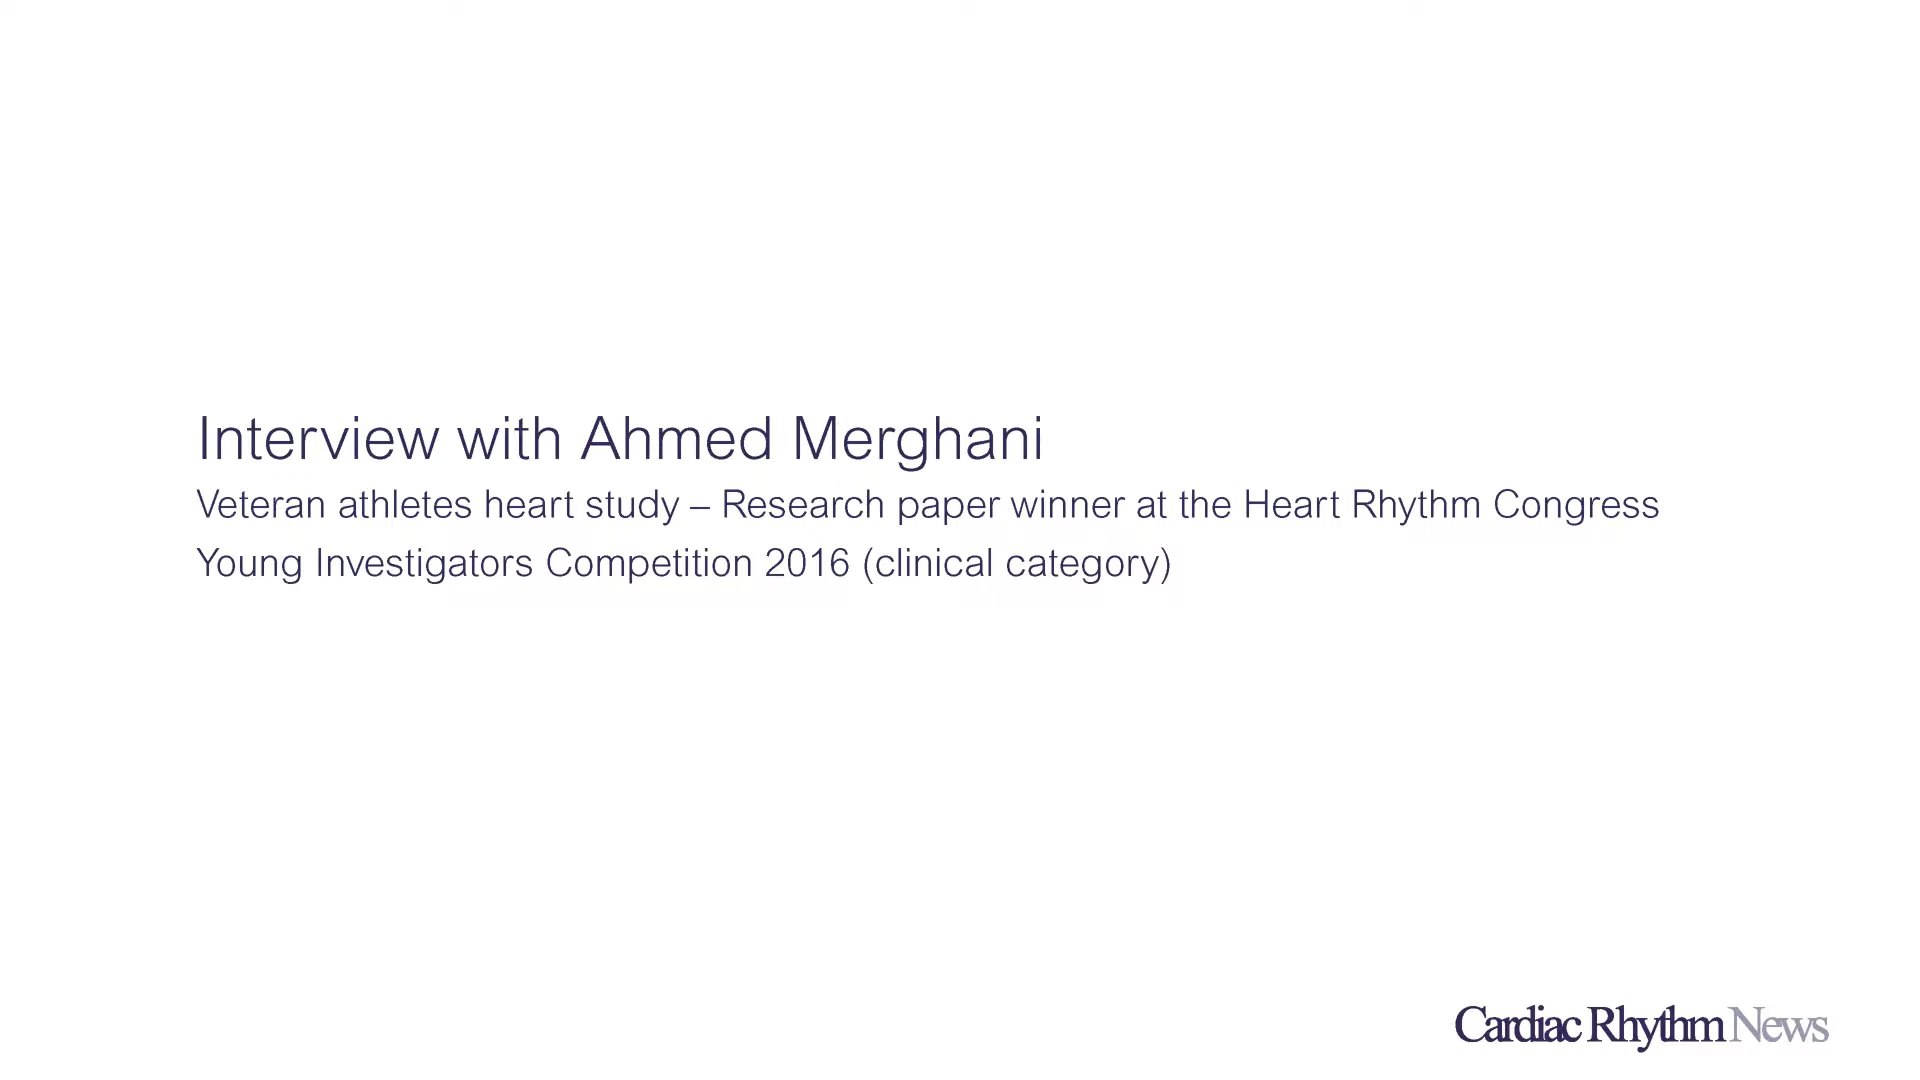 Interview with Ahmed Merghani
Veteran athletes heart study – Research paper winner at the Heart Rhythm Congress
Young Investigators Competition 2016 (clinical category)
Cardiac Rhythm News